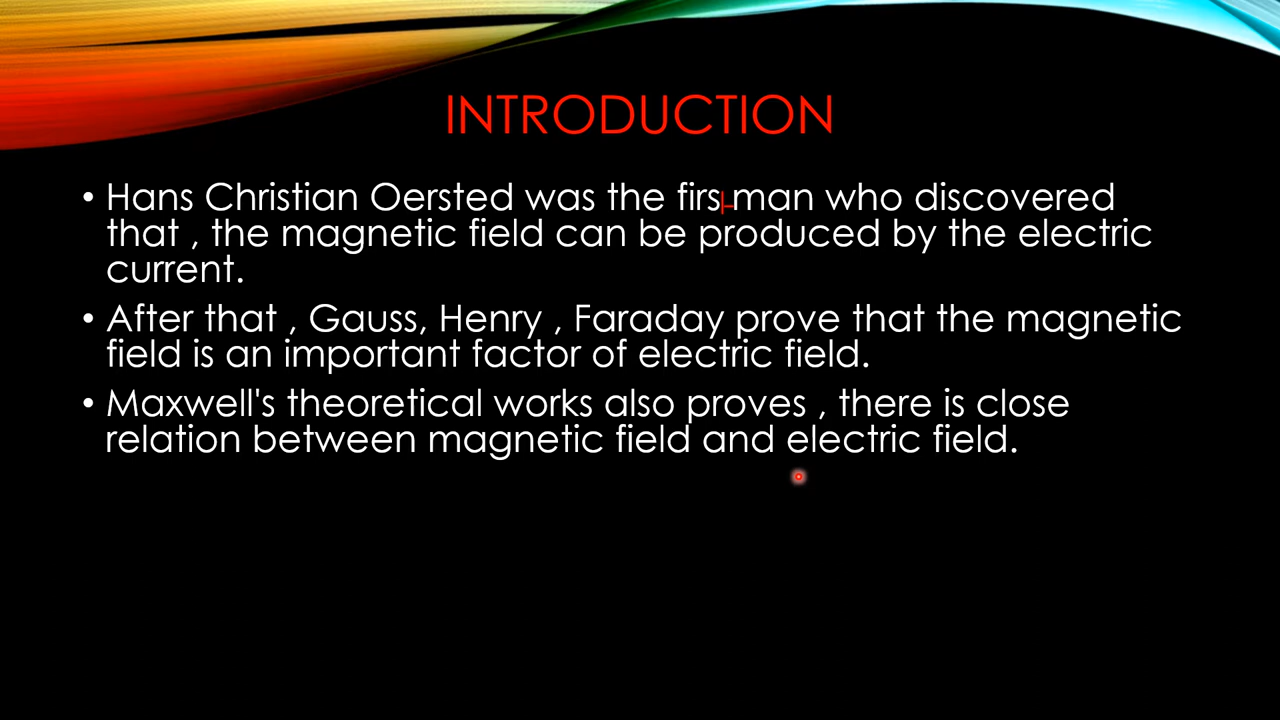 INTRODUCTION
• Hans Christian Oersted was the firs man who discovered
that , the magnetic field can be produced by the electric
current.
• After that , Gauss, Henry , Faraday prove that the magnetic
field is an important factor of electric field.
• Maxwell's theoretical works also proves , there is close
relation between magnetic field and electric field.